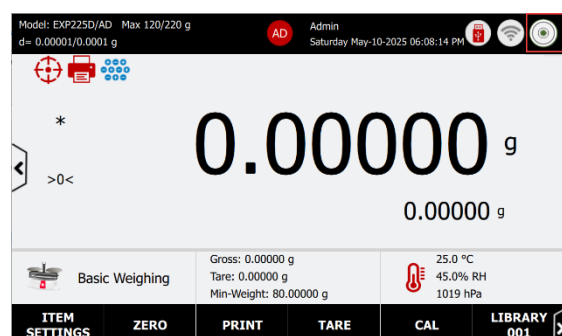 Model: EXP225D/AD Max 120/220 g
d= 0.00001/0.0001 g
AD
Admin
Saturday May-10-2025 06:08:14 PM
*
0.00000 g
>0<
0.00000 g
Basic Weighing
Gross: 0.00000 g
Tare: 0.00000 g
Min-Weight: 80.00000 g
25.0 ºC
45.0% RH
1019 hPa
ITEM
SETTINGS
ZERO
PRINT
TARE
CAL
LIBRARY
001